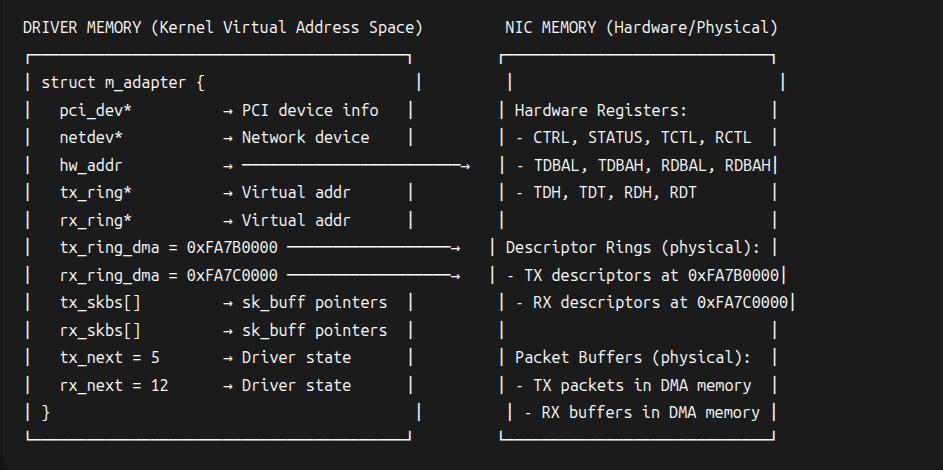 DRIVER MEMORY (Kernel Virtual Address Space) NIC MEMORY (Hardware/Physical)
struct m_adapter {
pci_dev* → PCI device info Hardware Registers:
netdev* → Network device - CTRL, STATUS, TCTL, RCTL
hw_addr → ────────────────────────→ - TDBAL, TDBAH, RDBAL, RDBAH
tx_ring* → Virtual addr - TDH, TDT, RDH, RDT
rx_ring* → Virtual addr
tx_ring_dma = 0xFA7B0000 ──────────────────→ Descriptor Rings (physical):
rx_ring_dma = 0xFA7C0000 ──────────────────→ - TX descriptors at 0xFA7B0000
tx_skbs[] → sk_buff pointers - RX descriptors at 0xFA7C0000
rx_skbs[] → sk_buff pointers
tx_next = 5 → Driver state Packet Buffers (physical):
rx_next = 12 → Driver state - TX packets in DMA memory
} - RX buffers in DMA memory